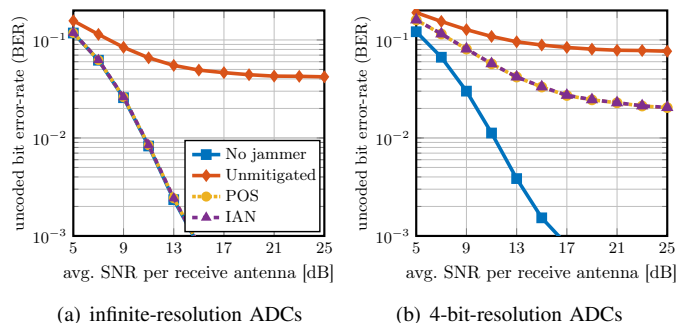 uncoded bit error-rate (BER)
10⁻¹
10⁻²
10⁻³
5 9 13 17 21 25
avg. SNR per receive antenna [dB]
No jammer
Unmitigated
POS
IAN
(a) infinite-resolution ADCs
uncoded bit error-rate (BER)
10⁻¹
10⁻²
10⁻³
5 9 13 17 21 25
avg. SNR per receive antenna [dB]
(b) 4-bit-resolution ADCs